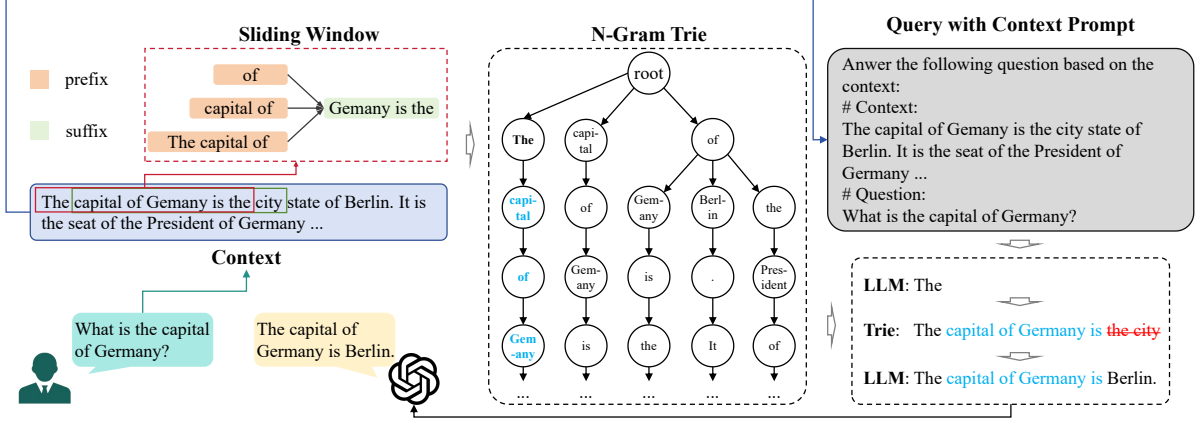 Sliding Window
N-Gram Trie
Query with Context Prompt
prefix
suffix
of
capital of
The capital of
Gemany is the
The capital of Gemany is the city state of Berlin. It is
the seat of the President of Germany ...
Context
What is the capital
of Germany?
The capital of
Germany is Berlin.
root
The
capi-
tal
of
capi-
tal
of
Gem-
any
Berl-
in
the
of
Gem-
any
is
.
Pres-
ident
Gem
-any
is
the
It
of
... ... ... ... ...
Anwer the following question based on the
context:
# Context:
The capital of Gemany is the city state of
Berlin. It is the seat of the President of
Germany ...
# Question:
What is the capital of Germany?
LLM: The
Trie: The capital of Germany is the city
LLM: The capital of Germany is Berlin.